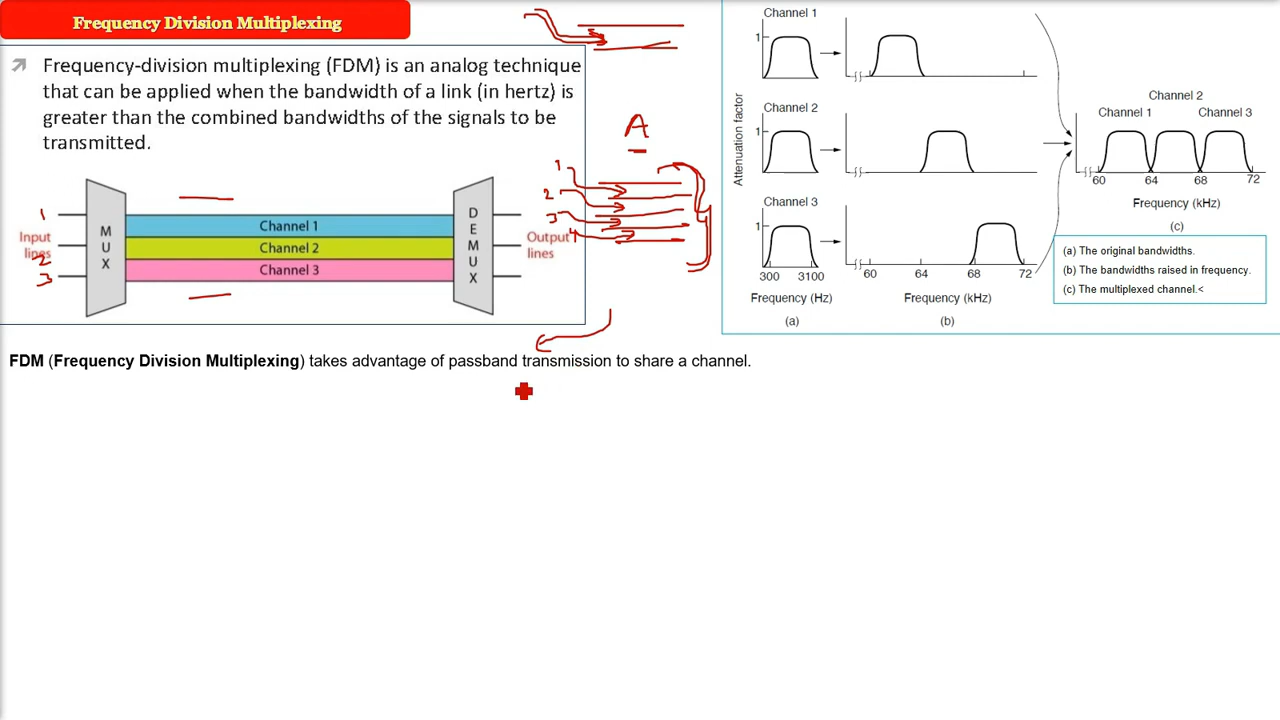 Frequency Division Multiplexing
Frequency-division multiplexing (FDM) is an analog technique
that can be applied when the bandwidth of a link (in hertz) is
greater than the combined bandwidths of the signals to be
transmitted.
1
Input
lines
2
3
M
U
X
Channel 1
Channel 2
Channel 3
D
E
M
U
X
Output
lines
A
1
2
3
4
4
FDM (Frequency Division Multiplexing) takes advantage of passband transmission to share a channel.
Attenuation factor
Channel 1
1
Channel 2
1
Channel 3
1
300 3100
Frequency (Hz)
(a)
60 64 68 72
Frequency (kHz)
(b)
Channel 2
Channel 1 Channel 3
60 64 68 72
Frequency (kHz)
(c)
(a) The original bandwidths.
(b) The bandwidths raised in frequency.
(c) The multiplexed channel.<